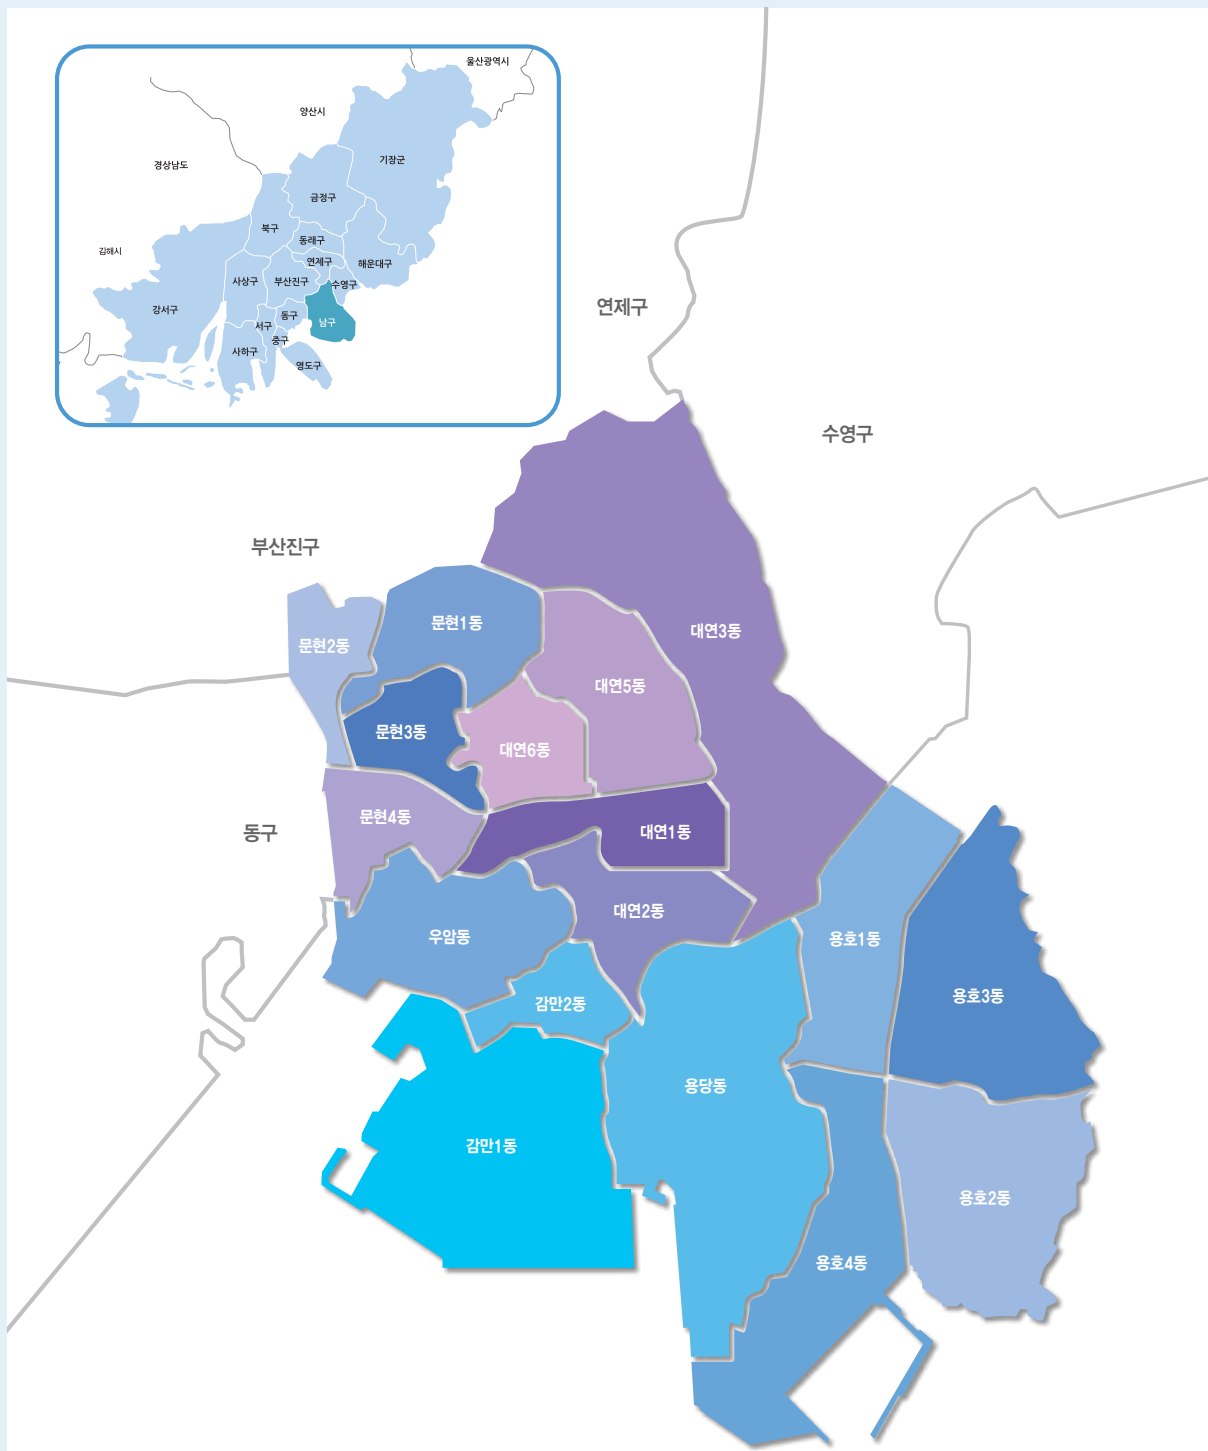 울산광역시
양산시
기장군
경상남도
금정구
북구
동래구
김해시
연제구
해운대구
사상구
부산진구
수영구
강서구
동구
남구
서구
중구
사하구
영도구
연제구
수영구
부산진구
문현1동
대연3동
문현2동
대연5동
문현3동
대연6동
문현4동
대연1동
동구
대연2동
우암동
용호1동
용호3동
감만2동
용당동
감만1동
용호2동
용호4동